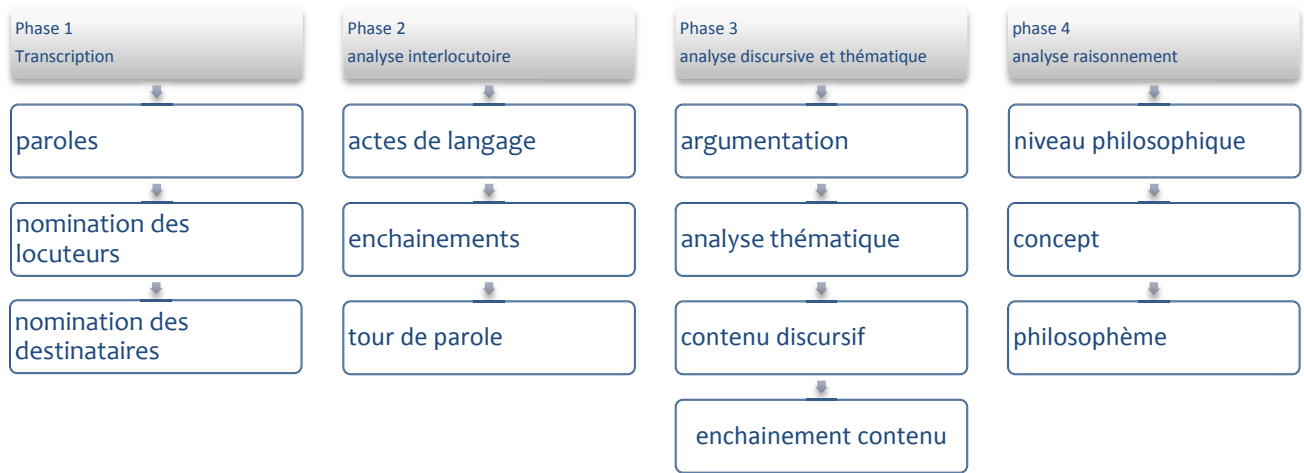 Phase 1
Transcription
paroles
nomination des
locuteurs
nomination des
destinataires
Phase 2
analyse interlocutoire
actes de langage
enchainements
tour de parole
Phase 3
analyse discursive et thématique
argumentation
analyse thématique
contenu discursif
enchainement contenu
phase 4
analyse raisonnement
niveau philosophique
concept
philosophème